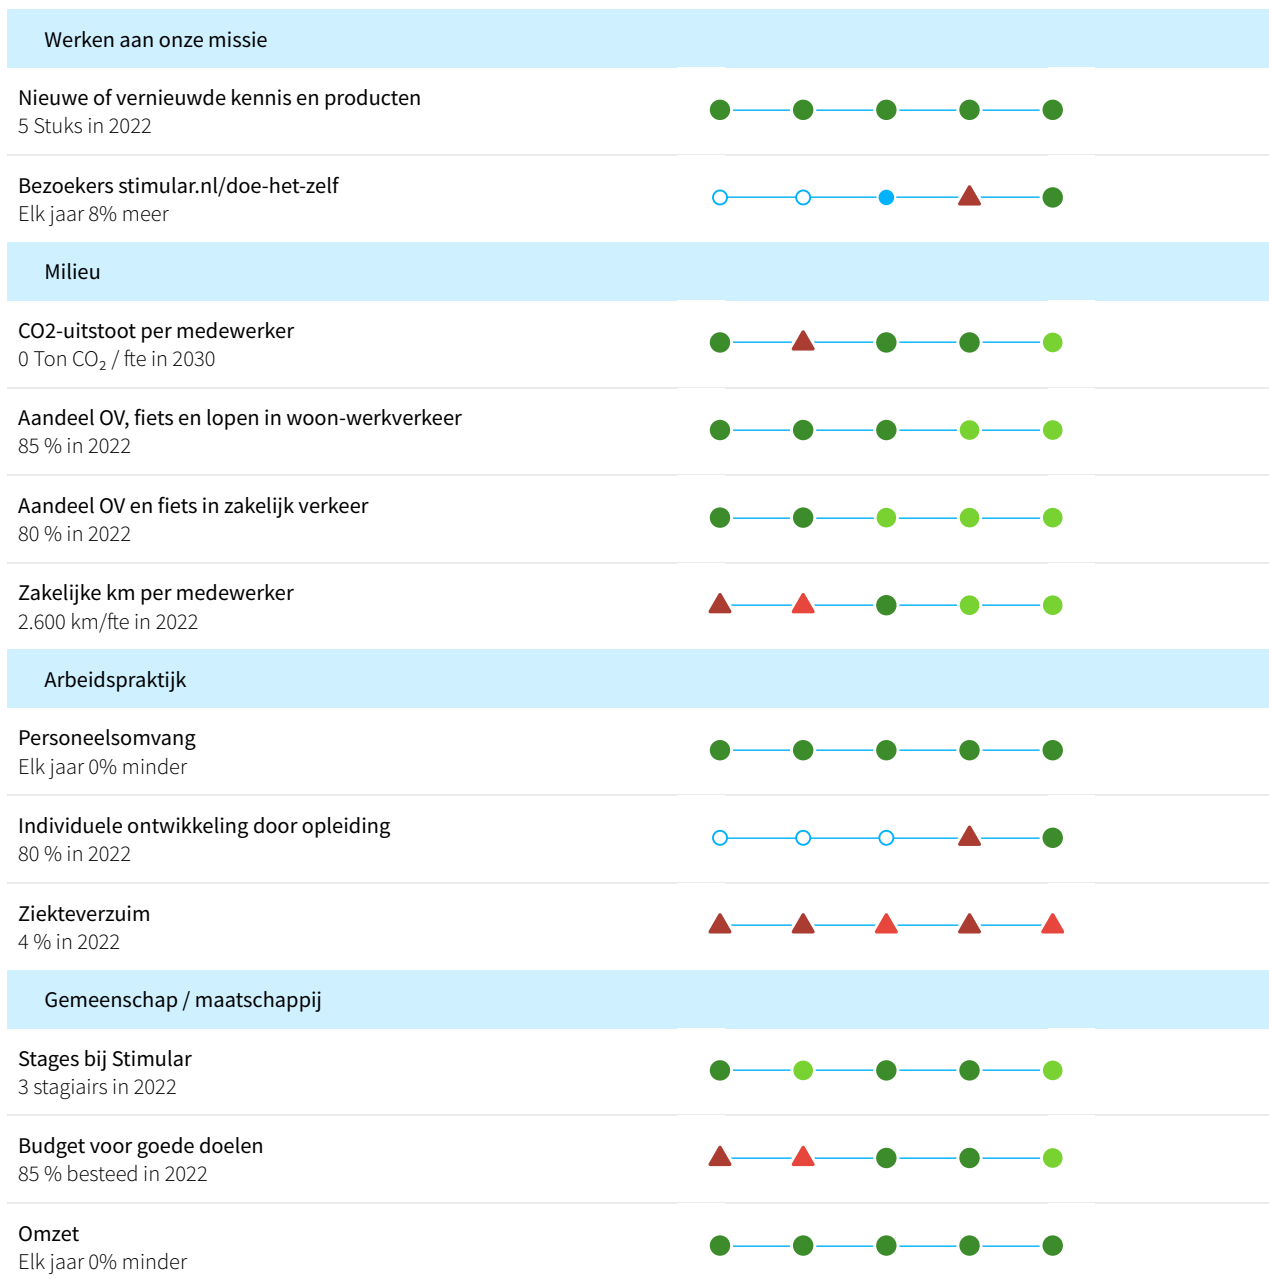 Werken aan onze missie
Nieuwe of vernieuwde kennis en producten
5 Stuks in 2022
Bezoekers stimular.nl/doe-het-zelf
Elk jaar 8% meer
Milieu
CO2-uitstoot per medewerker
0 Ton CO₂ / fte in 2030
Aandeel OV, fiets en lopen in woon-werkverkeer
85 % in 2022
Aandeel OV en fiets in zakelijk verkeer
80 % in 2022
Zakelijke km per medewerker
2.600 km/fte in 2022
Arbeidspraktijk
Personeelsomvang
Elk jaar 0% minder
Individuele ontwikkeling door opleiding
80 % in 2022
Ziekteverzuim
4 % in 2022
Gemeenschap / maatschappij
Stages bij Stimular
3 stagiairs in 2022
Budget voor goede doelen
85 % besteed in 2022
Omzet
Elk jaar 0% minder